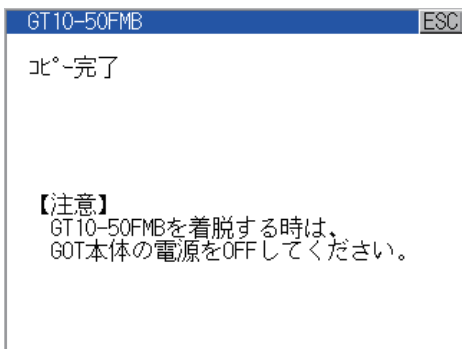 GT10-50FMB ESC
ｺﾋﾟｰ完了
【注意】
GT10-50FMBを着脱する時は、
GOT本体の電源をOFFしてください。